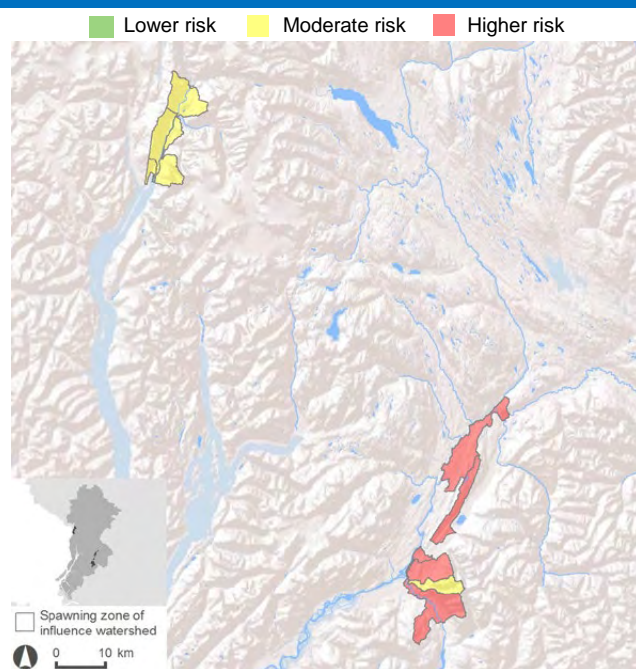 Lower risk Moderate risk Higher risk
Spawning zone of
influence watershed
0 10 km